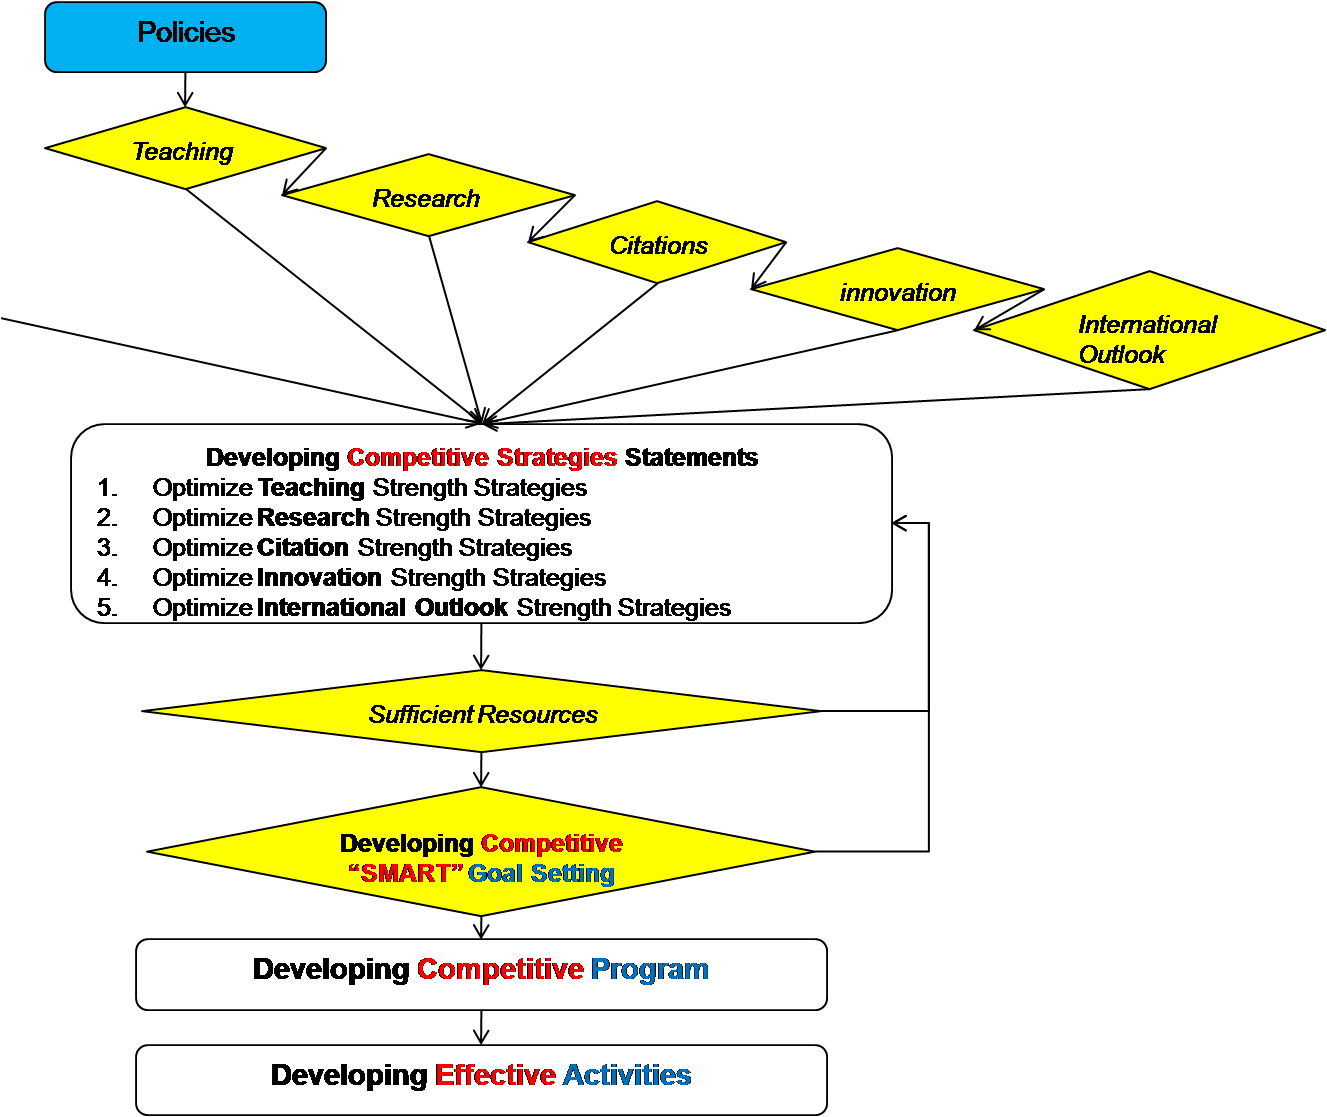 Policies
Teaching
Research
Citations
innovation
International
Outlook
Developing Competitive Strategies Statements
1. Optimize Teaching Strength Strategies
2. Optimize Research Strength Strategies
3. Optimize Citation Strength Strategies
4. Optimize Innovation Strength Strategies
5. Optimize International Outlook Strength Strategies
Sufficient Resources
Developing Competitive
“SMART” Goal Setting
Developing Competitive Program
Developing Effective Activities